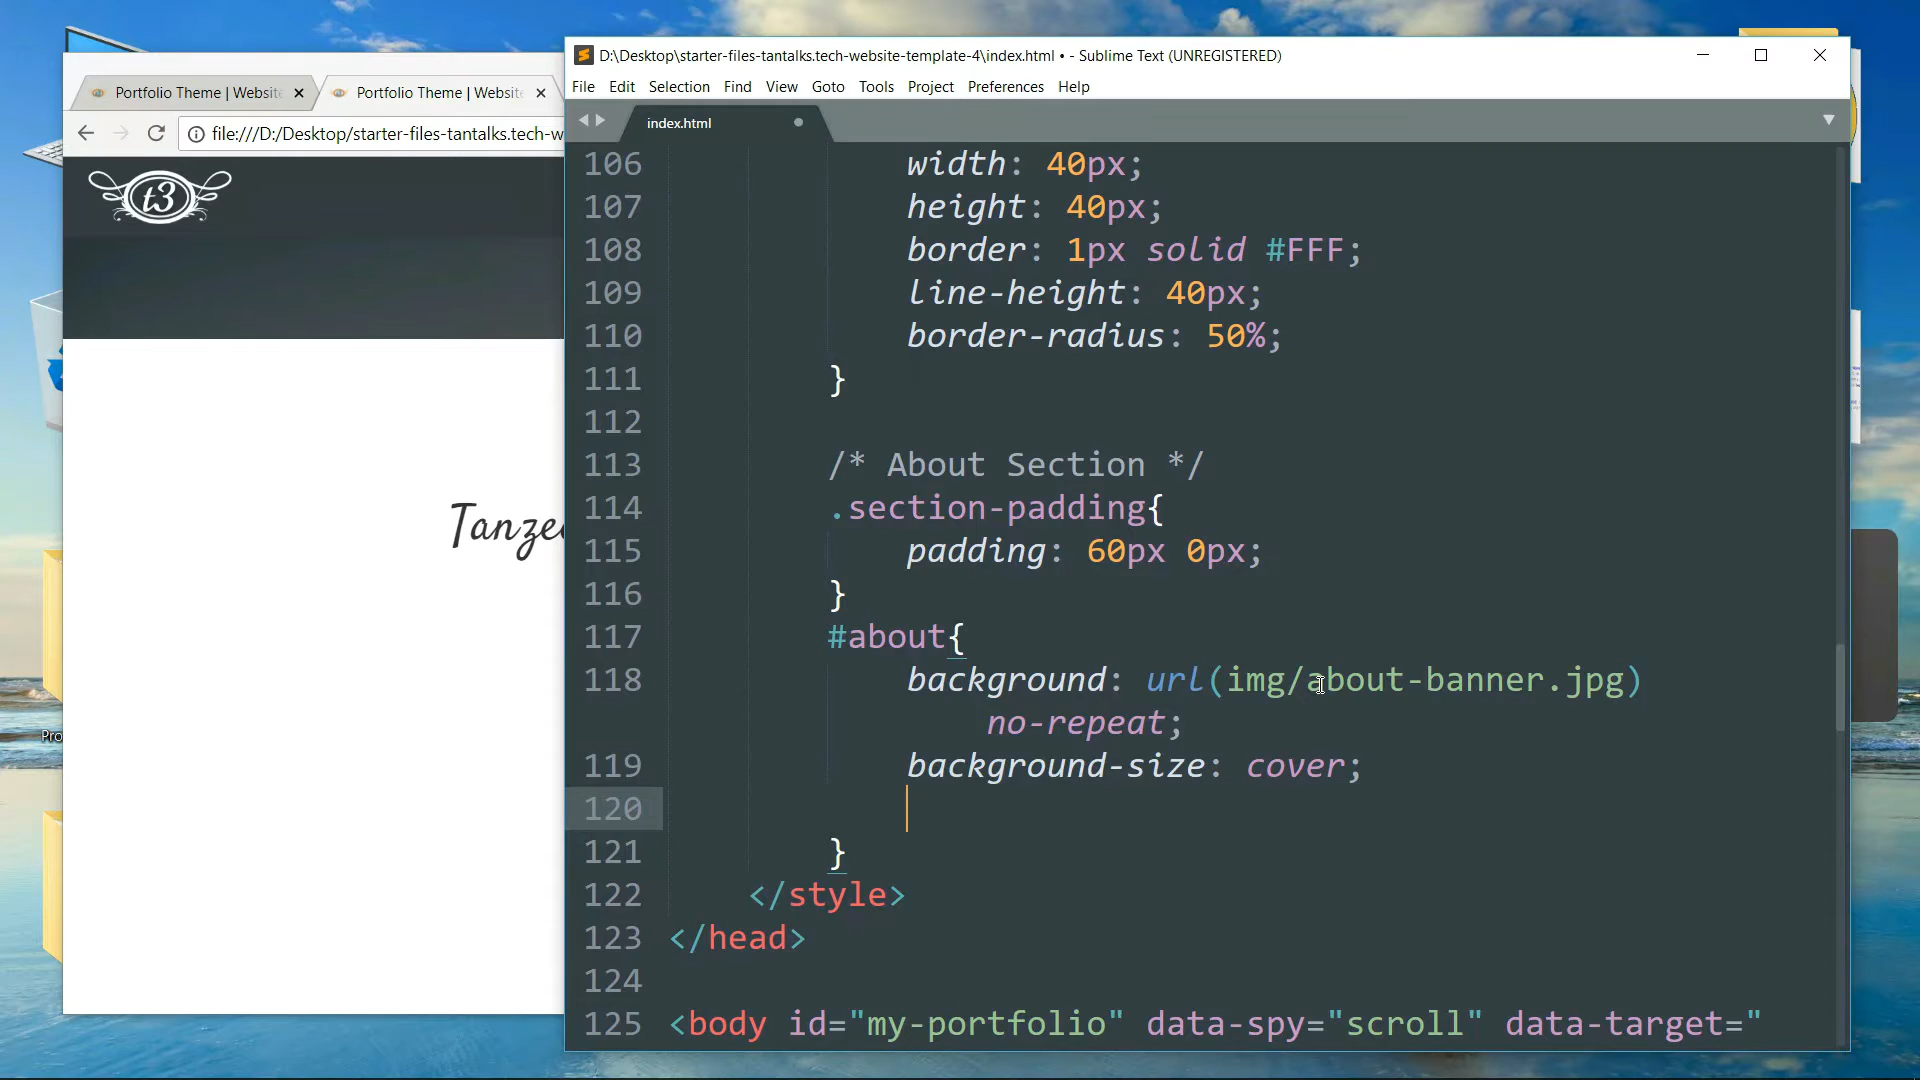 D:\Desktop\starter-files-tantalks.tech-website-template-4\index.html • - Sublime Text (UNREGISTERED)
File Edit Selection Find View Goto Tools Project Preferences Help
index.html
Portfolio Theme | Website
Portfolio Theme | Website
file:///D:/Desktop/starter-files-tantalks.tech-w
t3
106 width: 40px;
107 height: 40px;
108 border: 1px solid #FFF;
109 line-height: 40px;
110 border-radius: 50%;
111 }
112
113 /* About Section */
114 .section-padding{
115 padding: 60px 0px;
116 }
117 #about{
118 background: url(img/about-banner.jpg)
no-repeat;
119 background-size: cover;
120
121 }
122 </style>
123 </head>
124
125 <body id="my-portfolio" data-spy="scroll" data-target="
Pro